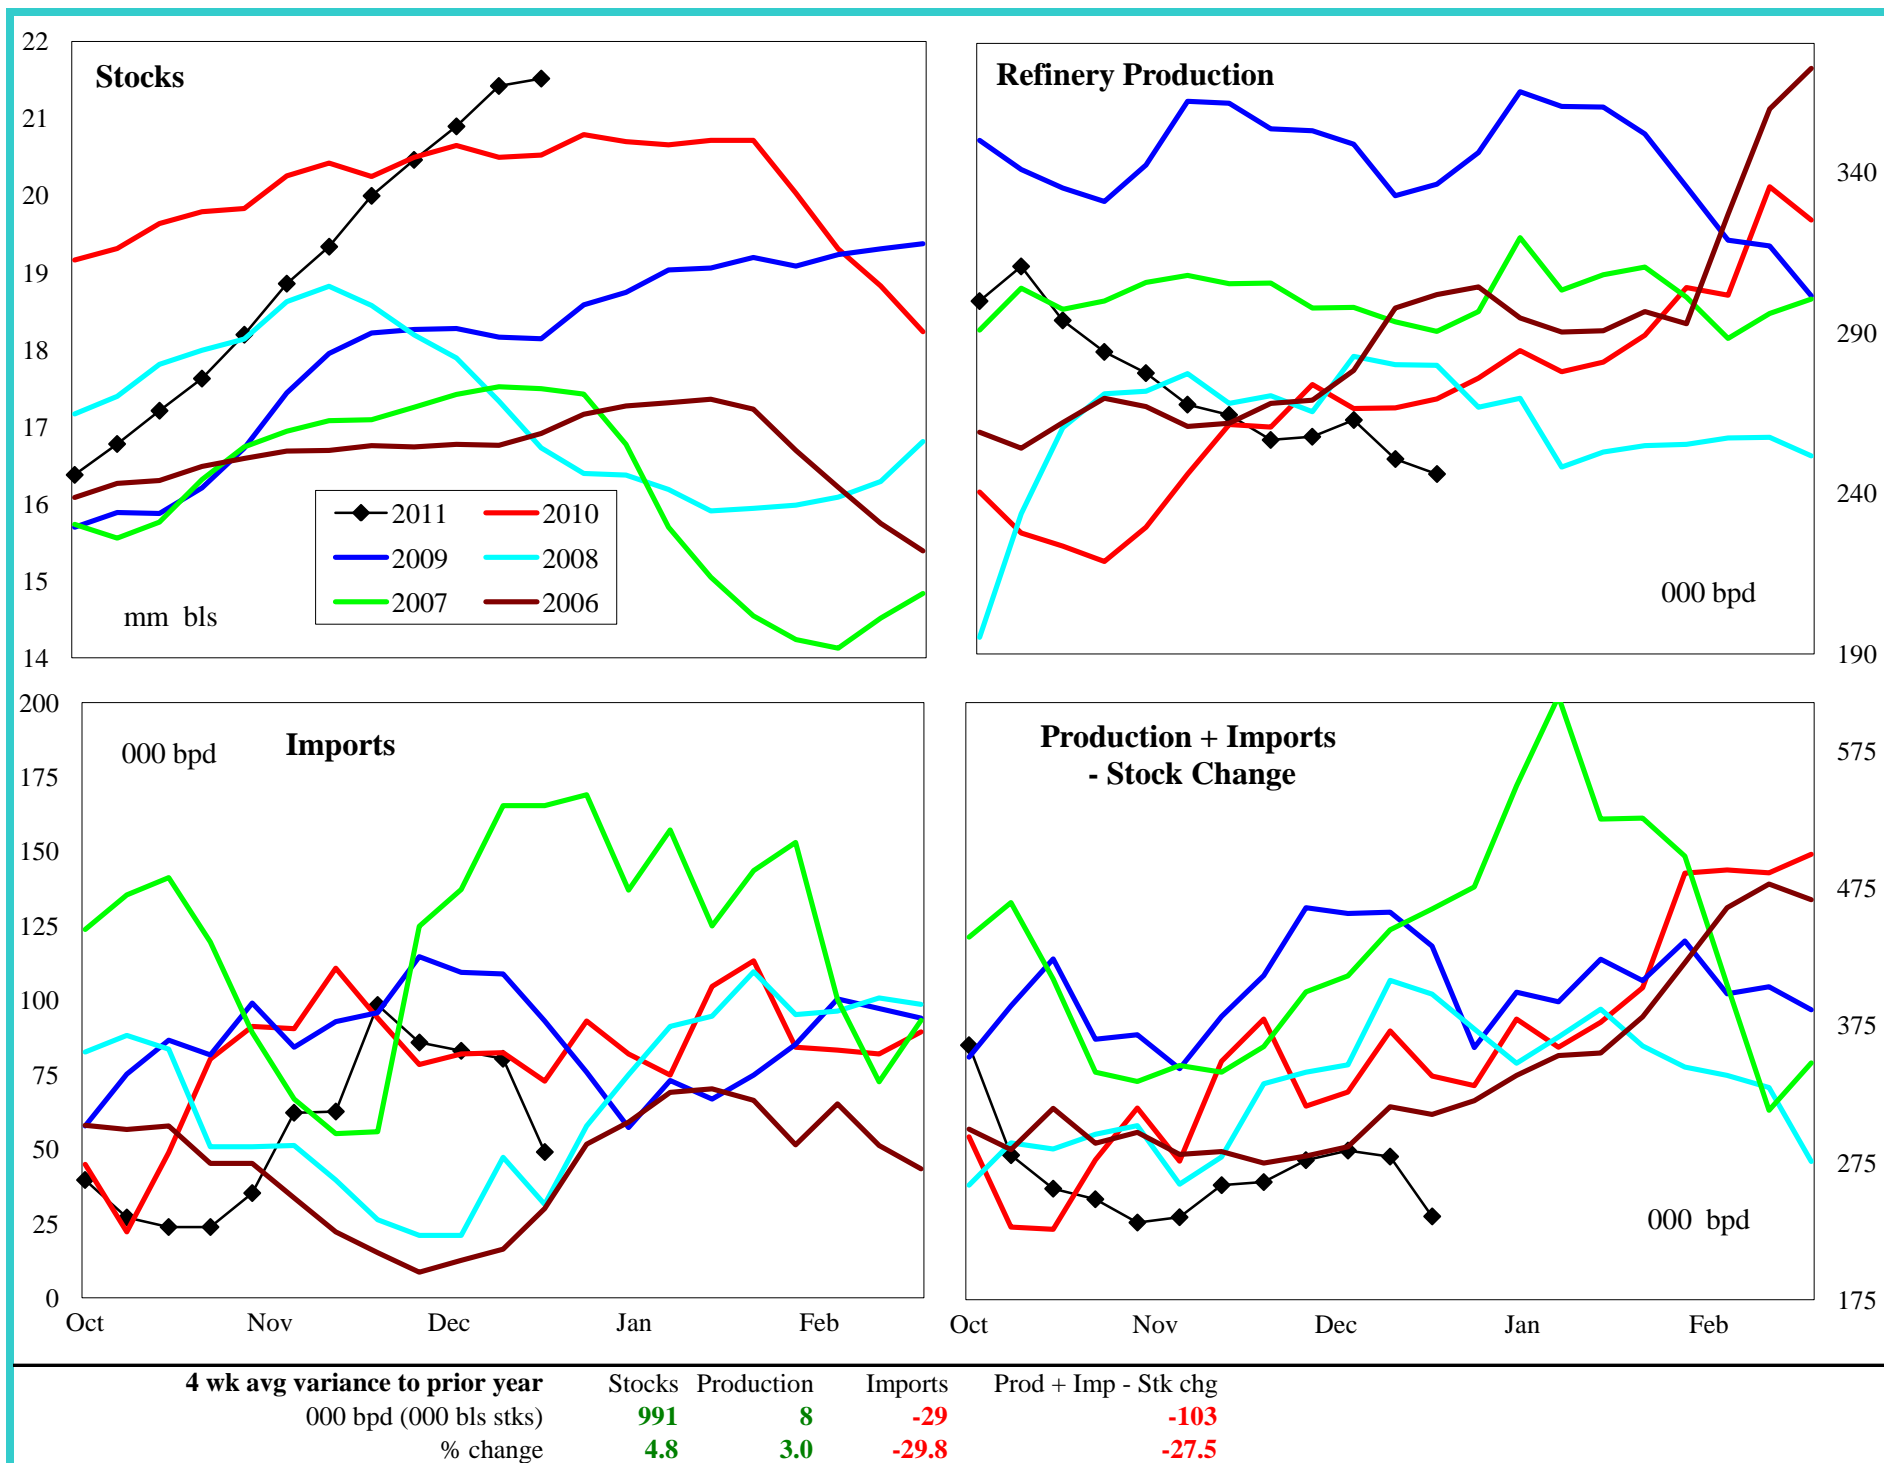 Stocks
22
21
20
19
18
17
16
15
14
mm bls
2011 2010
2009 2008
2007 2006
Refinery Production
340
290
240
190
000 bpd
Imports
000 bpd
200
175
150
125
100
75
50
25
0
Oct Nov Dec Jan Feb
Production + Imports
- Stock Change
575
475
375
275
175
000 bpd
Oct Nov Dec Jan Feb
4 wk avg variance to prior year Stocks Production Imports Prod + Imp - Stk chg
000 bpd (000 bls stks) 991 8 -29 -103
% change 4.8 3.0 -29.8 -27.5